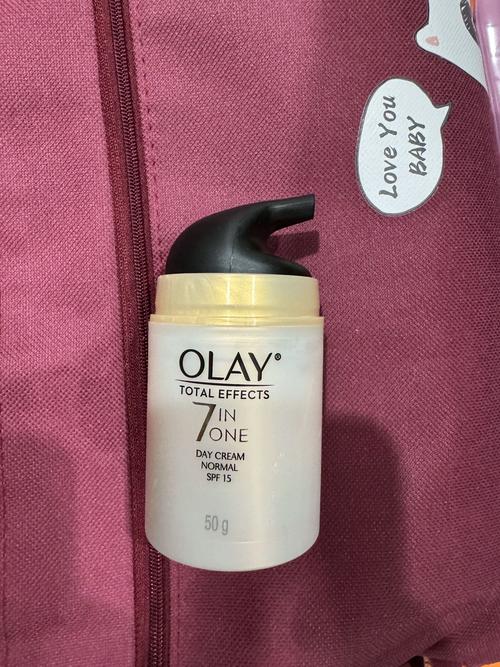 Love You
BABY
OLAY®
TOTAL EFFECTS
7 IN
ONE
DAY CREAM
NORMAL
SPF 15
50 g